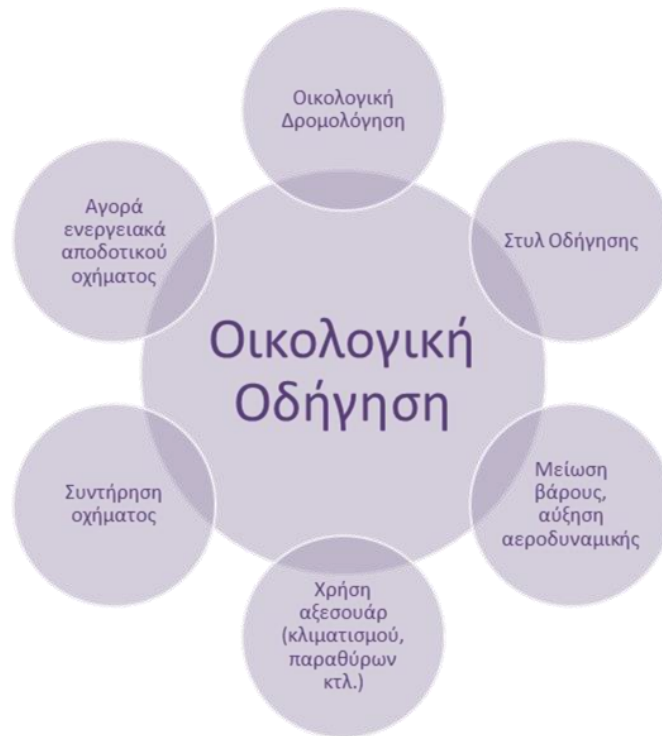 Οικολογική
Δρομολόγηση
Αγορά
ενεργειακά
αποδοτικού
οχήματος
Στυλ Οδήγησης
Οικολογική
Οδήγηση
Συντήρηση
οχήματος
Μείωση
βάρους,
αύξηση
αεροδυναμικής
Χρήση
αξεσουάρ
(κλιματισμού,
παραθύρων
κτλ.)